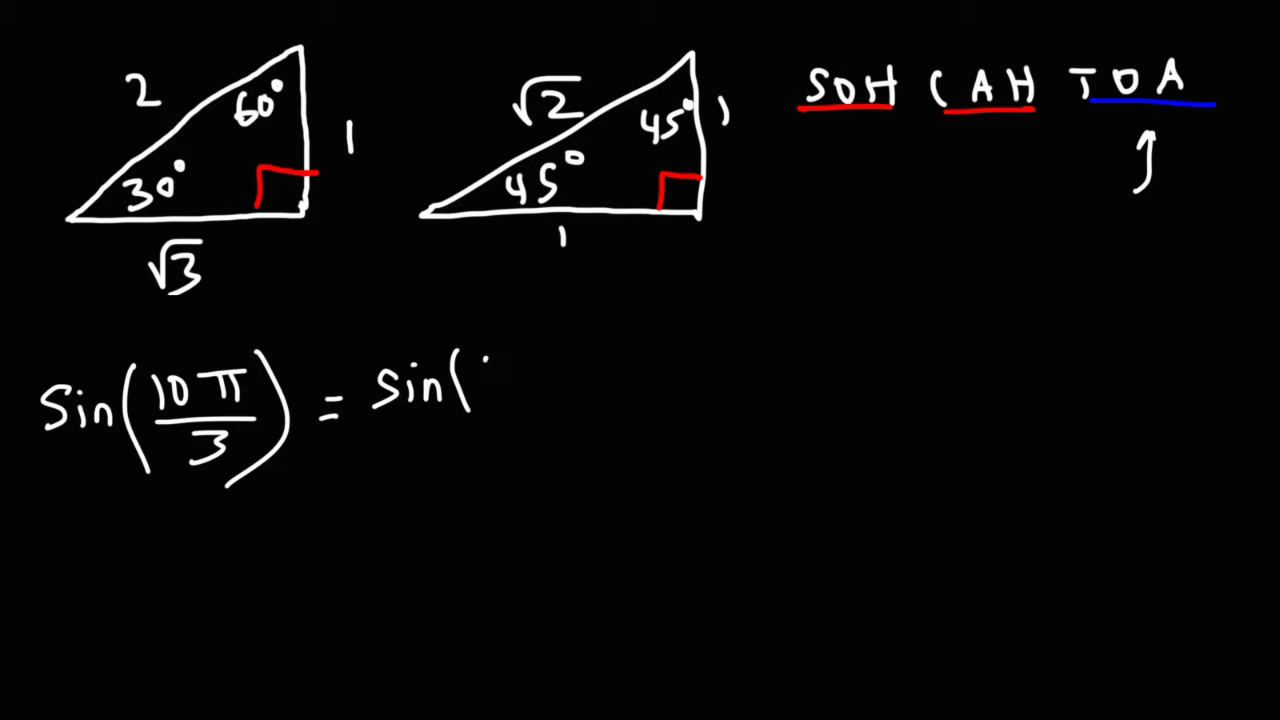 2 60° 1 30° √3
√2 45° 1 45° 1
SOH CAH TOA
Sin(10π/3) = sin(